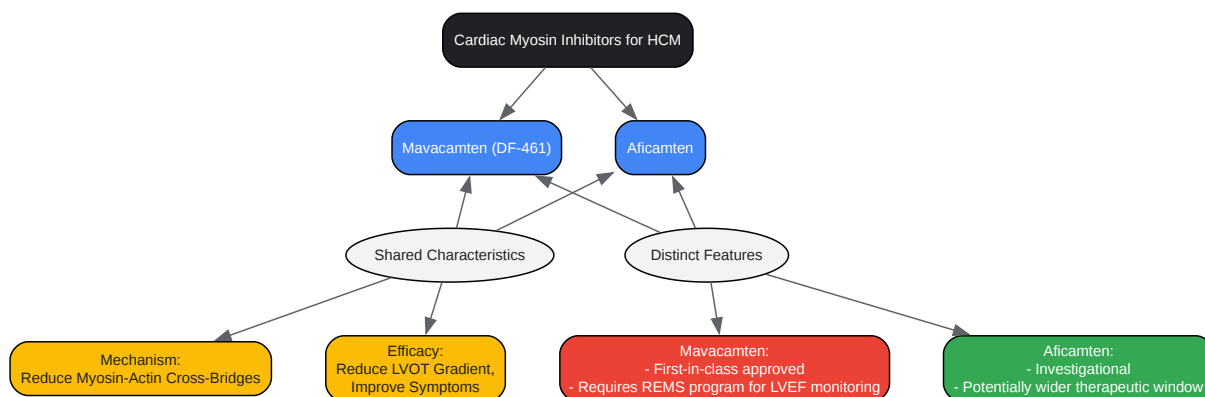 Cardiac Myosin Inhibitors for HCM
Mavacamten (DF-461)
Aficamten
Shared Characteristics
Distinct Features
Mechanism:
Reduce Myosin-Actin Cross-Bridges
Efficacy:
Reduce LVOT Gradient,
Improve Symptoms
Mavacamten:
- First-in-class approved
- Requires REMS program for LVEF monitoring
Aficamten:
- Investigational
- Potentially wider therapeutic window